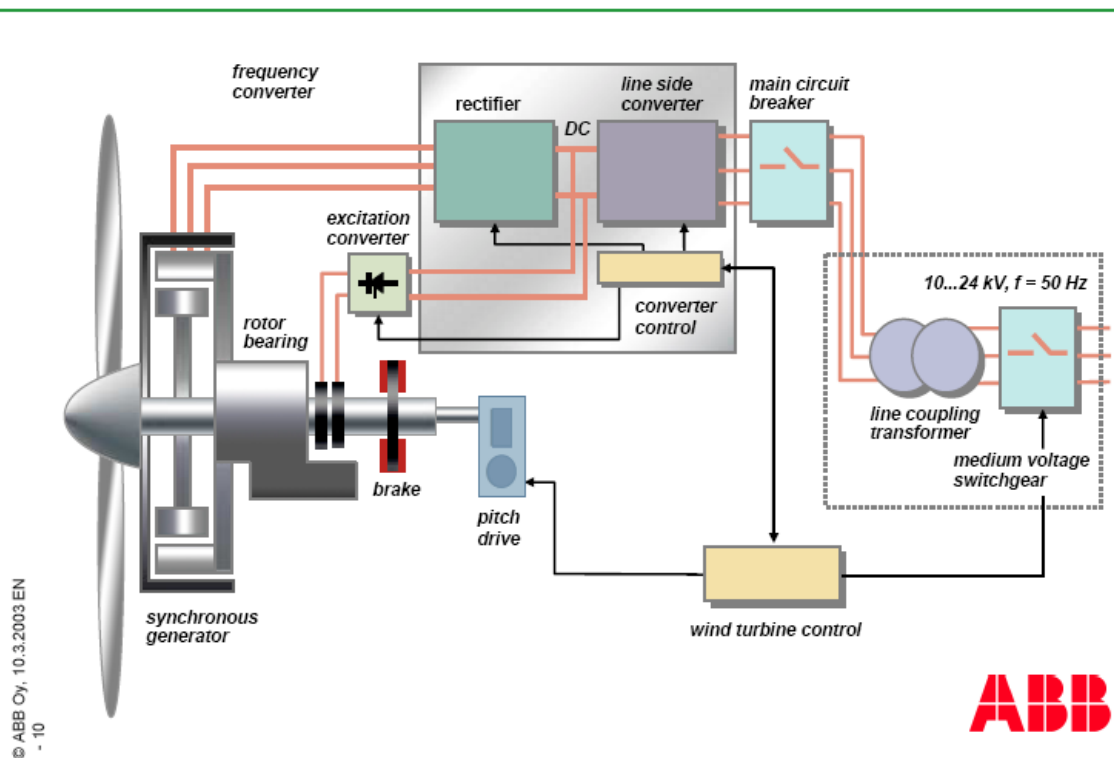 frequency
converter
rectifier
DC
line side
converter
main circuit
breaker
excitation
converter
converter
control
rotor
bearing
10...24 kV, f = 50 Hz
line coupling
transformer
medium voltage
switchgear
brake
pitch
drive
synchronous
generator
wind turbine control
© ABB Oy, 10.3.2003 EN
- 10
ABB